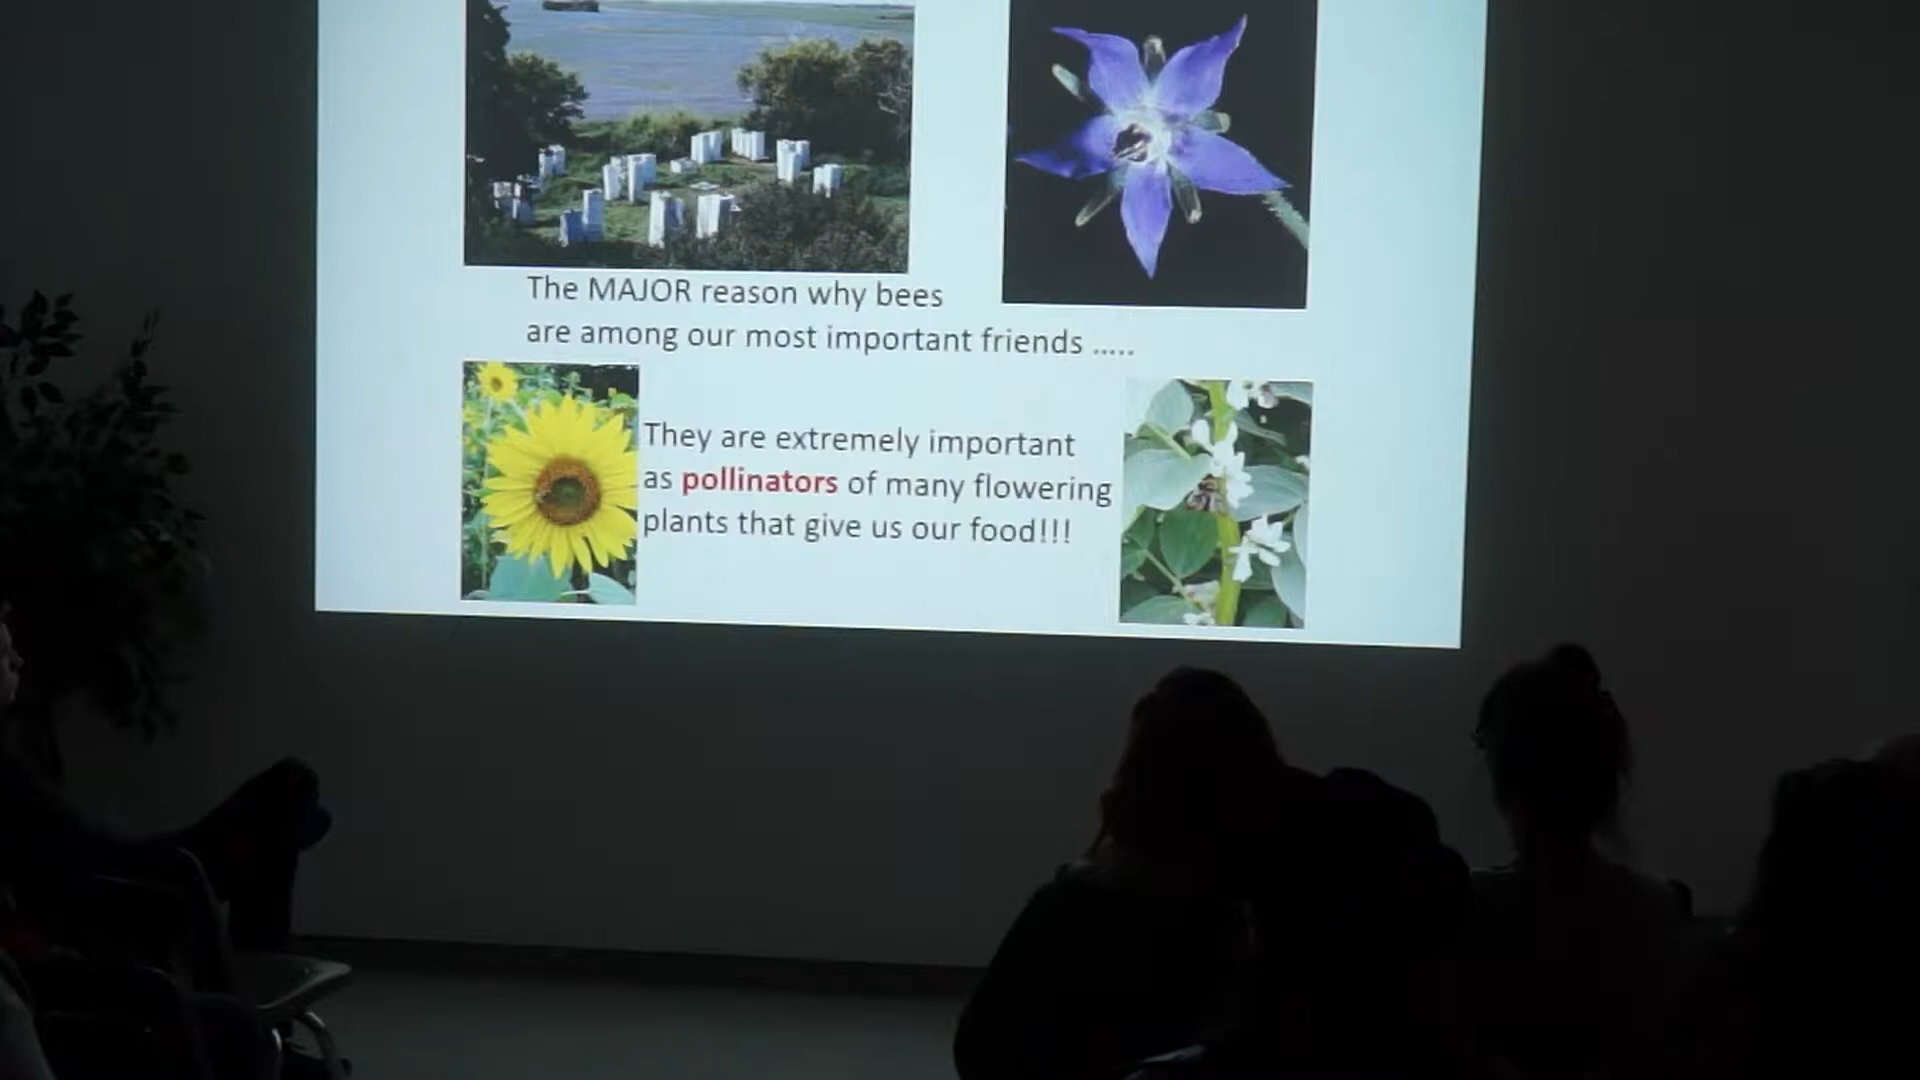 The MAJOR reason why bees
are among our most important friends .....
They are extremely important
as pollinators of many flowering
plants that give us our food!!!